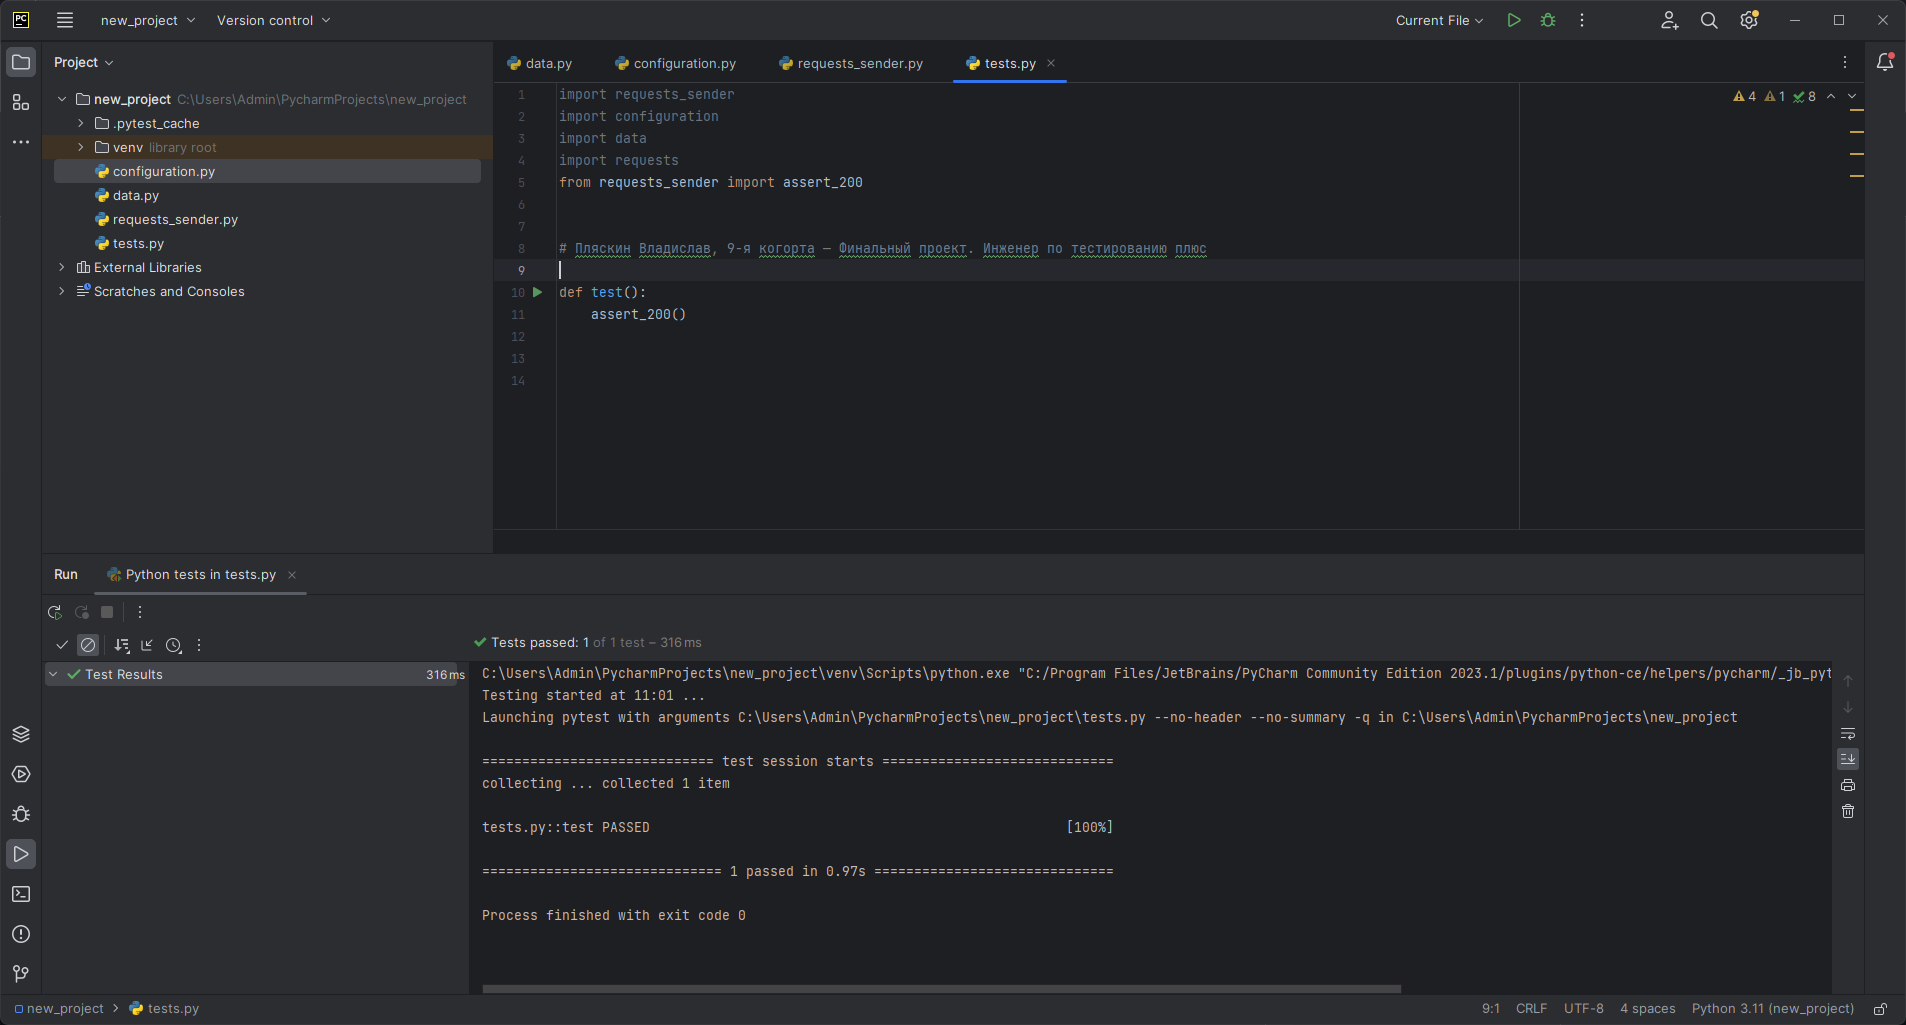 PC
new_project
Version control
Current File
Project
data.py
configuration.py
requests_sender.py
tests.py
new_project C:\Users\Admin\PycharmProjects\new_project
.pytest_cache
venv library root
configuration.py
data.py
requests_sender.py
tests.py
External Libraries
Scratches and Consoles
4 1 8
1 import requests_sender
2 import configuration
3 import data
4 import requests
5 from requests_sender import assert_200
6
7
8 # Пляскин Владислав, 9-я когорта — Финальный проект. Инженер по тестированию плюс
9
10 def test():
11 assert_200()
12
13
14
Run
Python tests in tests.py
Tests passed: 1 of 1 test – 316 ms
Test Results 316 ms
C:\Users\Admin\PycharmProjects\new_project\venv\Scripts\python.exe "C:/Program Files/JetBrains/PyCharm Community Edition 2023.1/plugins/python-ce/helpers/pycharm/_jb_pyt
Testing started at 11:01 ...
Launching pytest with arguments C:\Users\Admin\PycharmProjects\new_project\tests.py --no-header --no-summary -q in C:\Users\Admin\PycharmProjects\new_project
============================= test session starts =============================
collecting ... collected 1 item
tests.py::test PASSED [100%]
============================== 1 passed in 0.97s ==============================
Process finished with exit code 0
new_project > tests.py
9:1 CRLF UTF-8 4 spaces Python 3.11 (new_project)